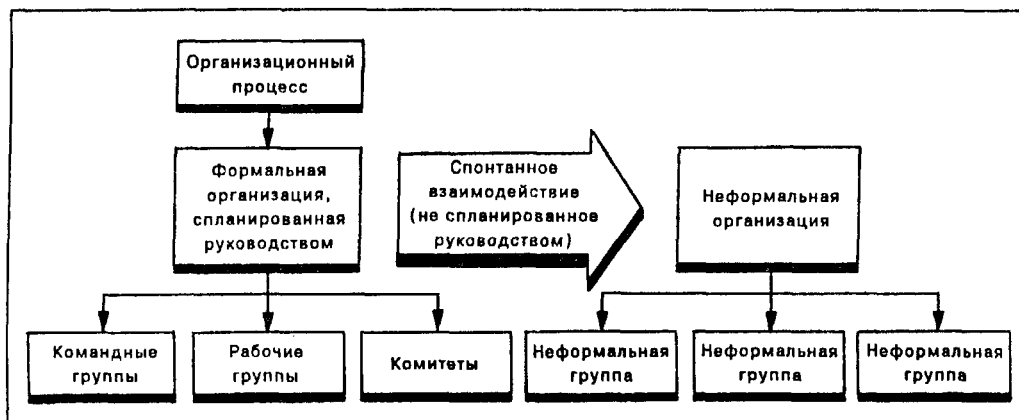 Организационный
процесс
Формальная
организация,
спланированная
руководством
Спонтанное
взаимодействие
(не спланированное
руководством)
Неформальная
организация
Командные
группы
Рабочие
группы
Комитеты
Неформальная
группа
Неформальная
группа
Неформальная
группа